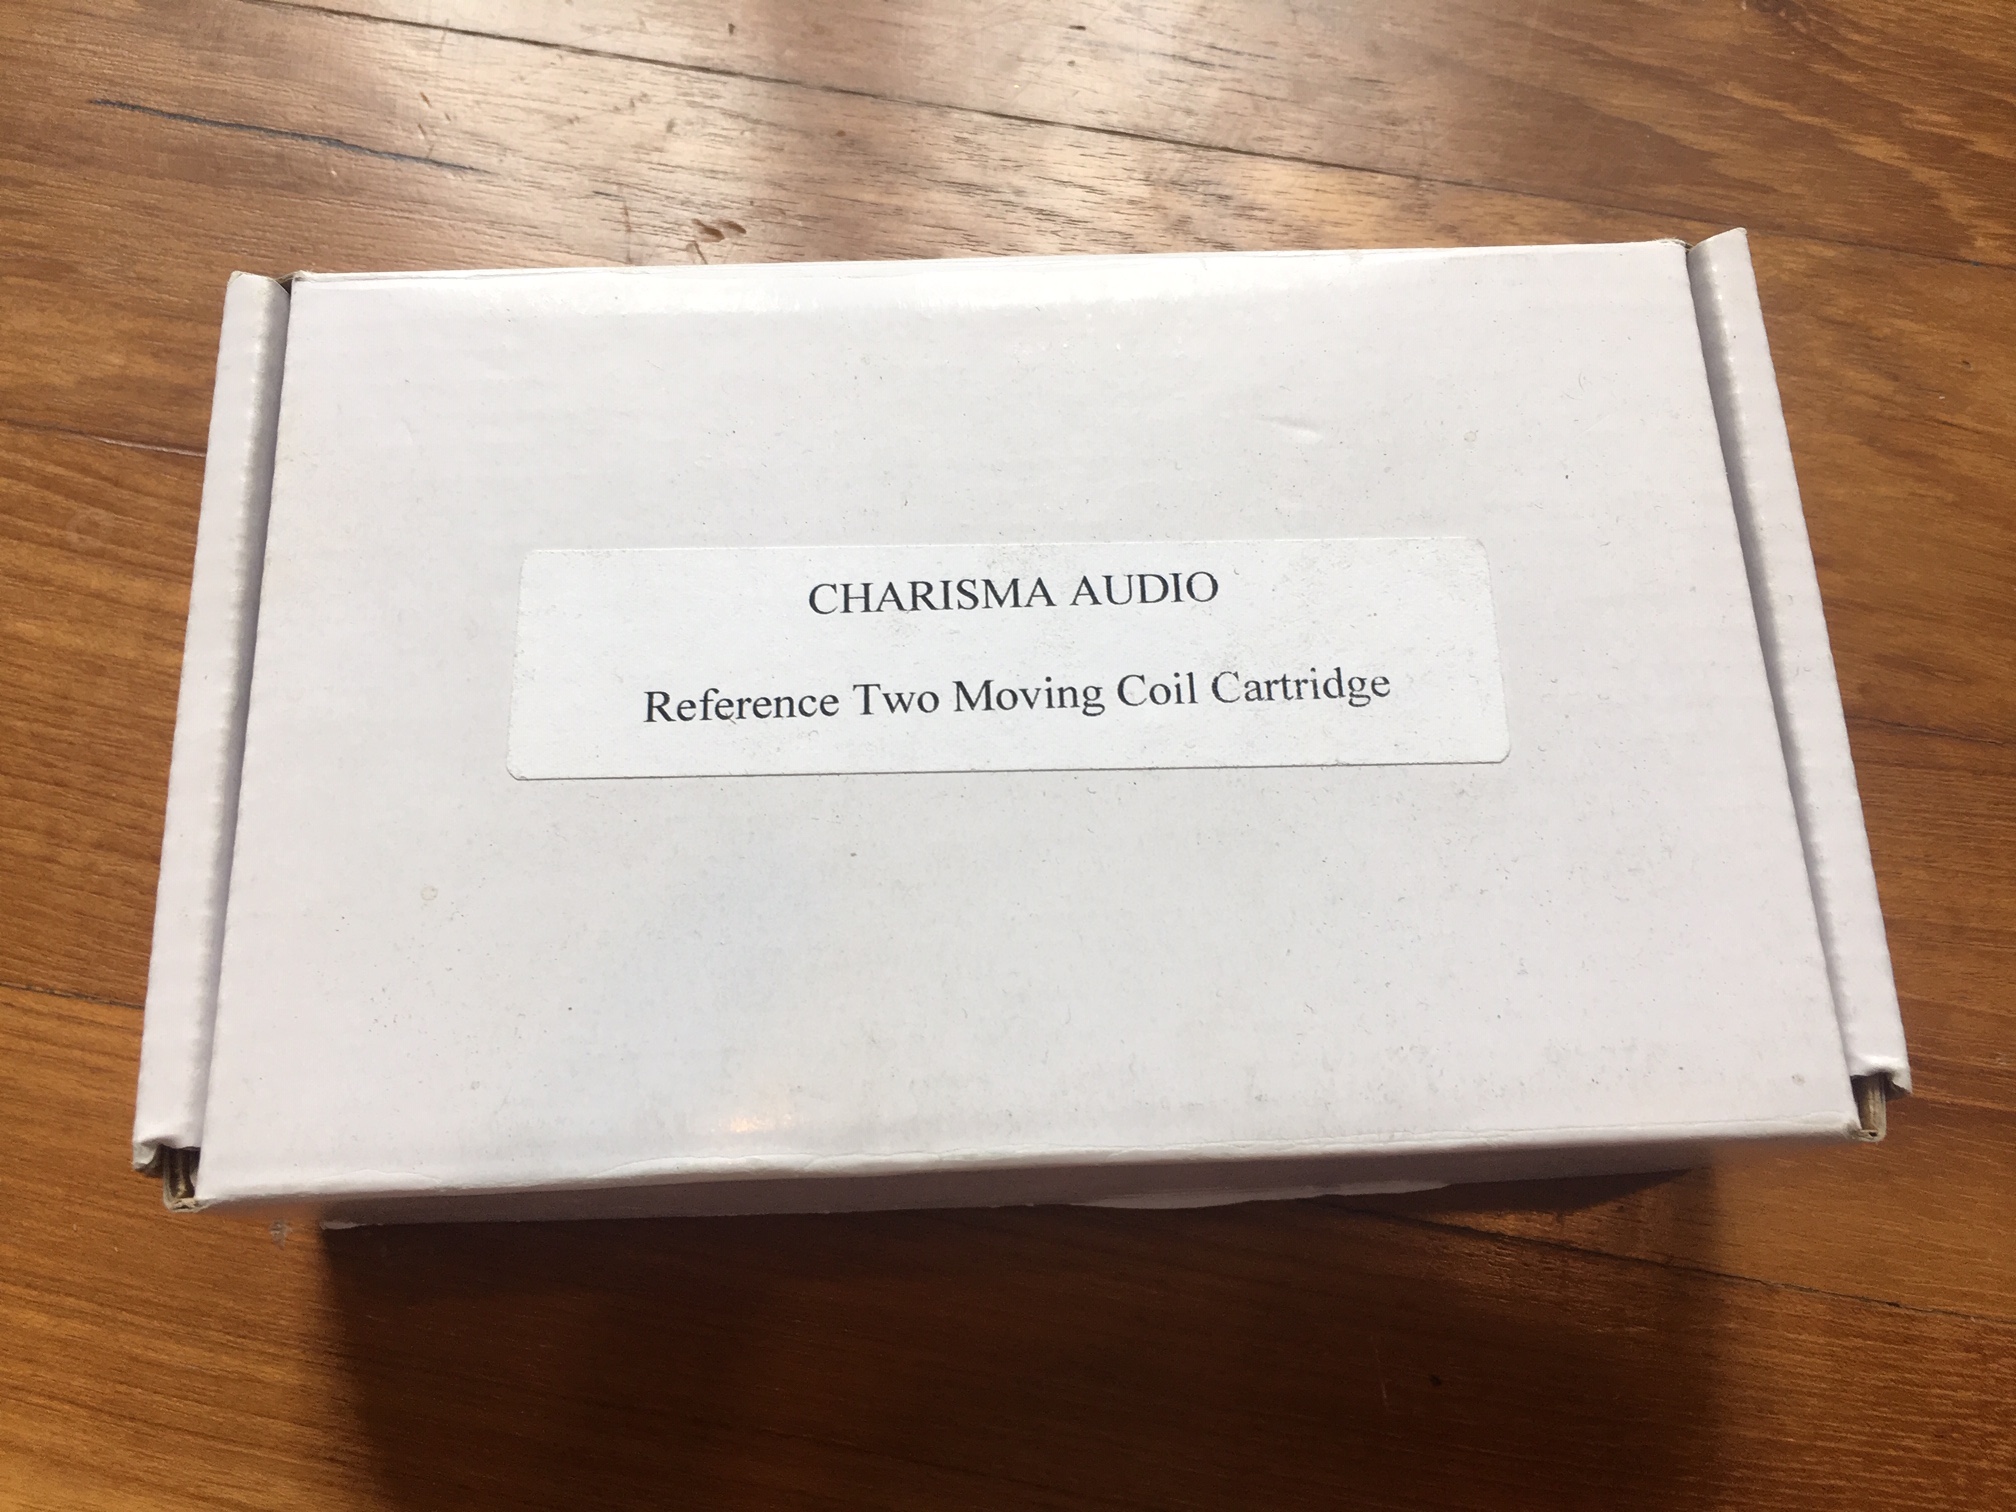 CHARISMA AUDIO
Reference Two Moving Coil Cartridge